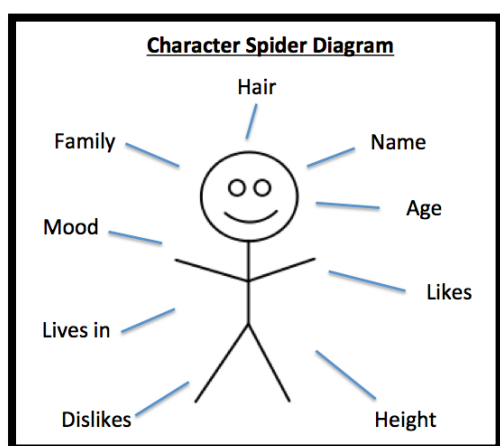 Character Spider Diagram
Hair
Family
Name
Mood
Age
Lives in
Likes
Dislikes
Height